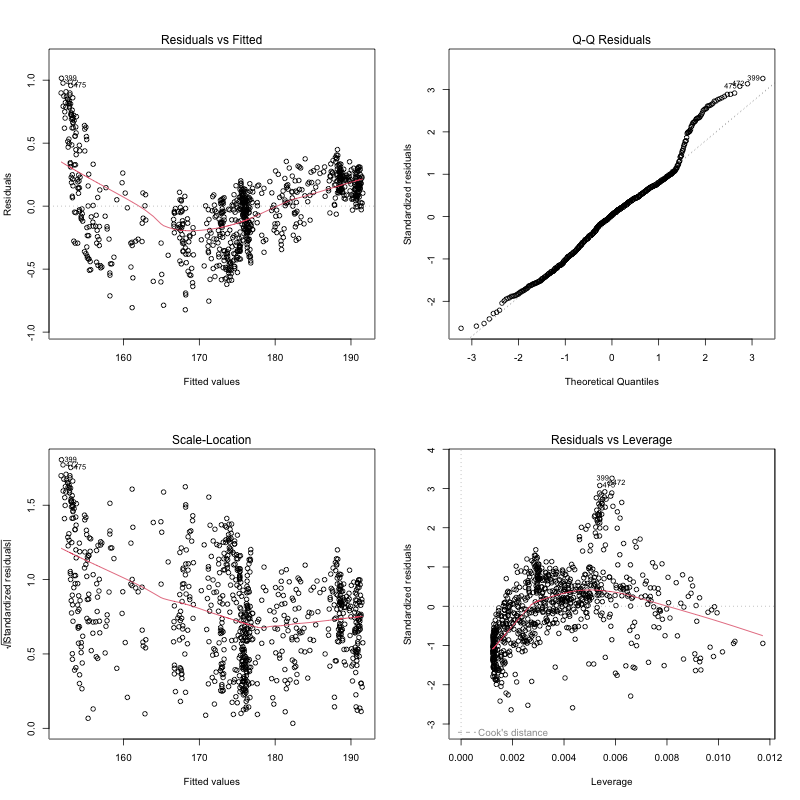 Residuals vs Fitted
Residuals
1.0
0.5
0.0
-0.5
-1.0
399
475
160 170 180 190
Fitted values
Q-Q Residuals
Standardized residuals
3
2
1
0
-1
-2
472
399
-3 -2 -1 0 1 2 3
Theoretical Quantiles
Scale-Location
√|Standardized residuals|
1.5
1.0
0.5
0.0
399
475
160 170 180 190
Fitted values
Residuals vs Leverage
Standardized residuals
4
3
2
1
0
-1
-2
-3
399
472
Cook's distance
0.000 0.002 0.004 0.006 0.008 0.010 0.012
Leverage